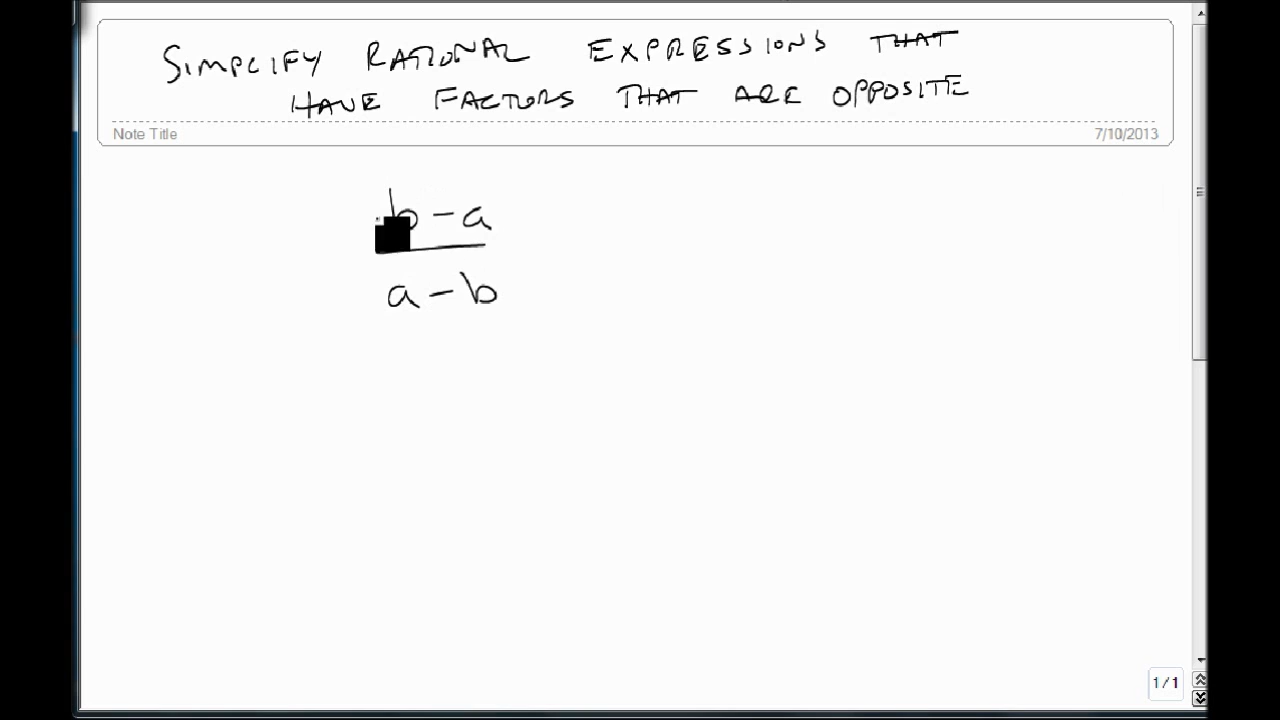 SIMPLIFY RATIONAL EXPRESSIONS THAT
HAVE FACTORS THAT ARE OPPOSITE
Note Title
7/10/2013
b - a
a - b
1 / 1